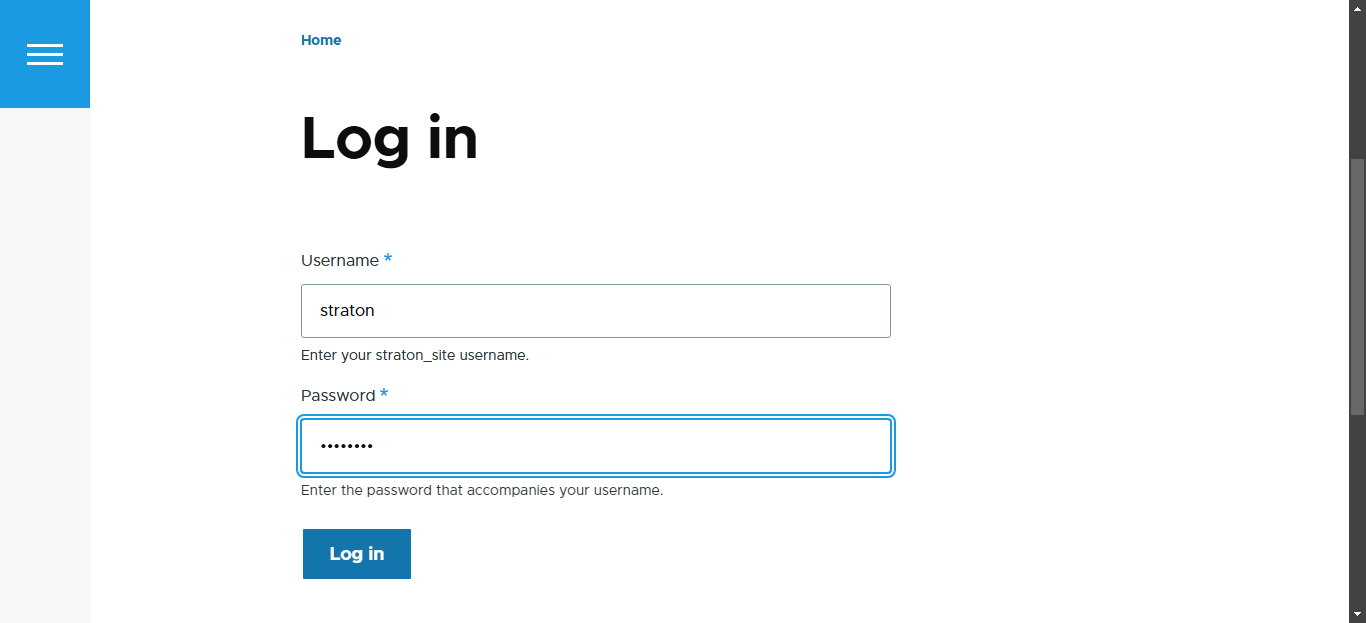 Home
Log in
Username *
straton
Enter your straton_site username.
Password *
••••••••
Enter the password that accompanies your username.
Log in